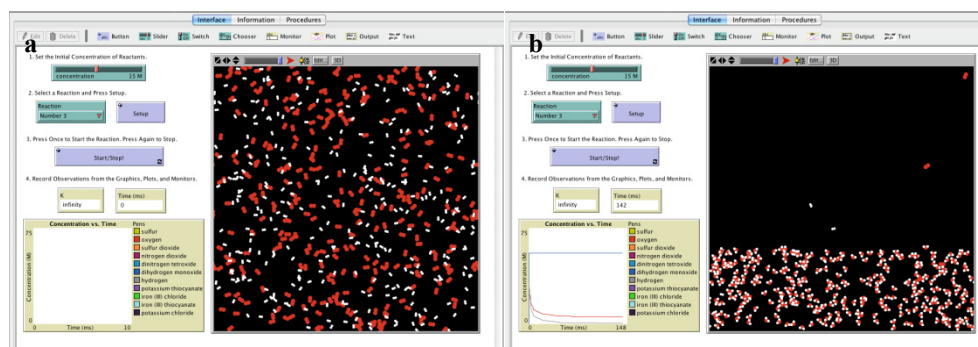 Interface Information Procedures
Edit Delete Button Slider Switch Chooser Monitor Plot Output Text
a
1. Set the Initial Concentration of Reactants.
concentration 15 M
Edit... 3D
2. Select a Reaction and Press Setup.
Reaction
Number 3
Setup
3. Press Once to Start the Reaction. Press Again to Stop.
Start/Stop!
4. Record Observations from the Graphics, Plots, and Monitors.
K
infinity
Time (ms)
0
Concentration vs. Time
Pens
75
Concentration (M)
0
0 Time (ms) 10
sulfur
oxygen
sulfur dioxide
nitrogen dioxide
dinitrogen tetroxide
dihydrogen monoxide
hydrogen
potassium thiocyanate
iron (III) chloride
iron (III) thiocyanate
potassium chloride
Interface Information Procedures
Delete Button Slider Switch Chooser Monitor Plot Output Text
b
1. Set the Initial Concentration of Reactants.
concentration 15 M
Edit... 3D
2. Select a Reaction and Press Setup.
Reaction
Number 3
Setup
3. Press Once to Start the Reaction. Press Again to Stop.
Start/Stop!
4. Record Observations from the Graphics, Plots, and Monitors.
K
infinity
Time (ms)
142
Concentration vs. Time
Pens
75
Concentration (M)
0
0 Time (ms) 148
sulfur
oxygen
sulfur dioxide
nitrogen dioxide
dinitrogen tetroxide
dihydrogen monoxide
hydrogen
potassium thiocyanate
iron (III) chloride
iron (III) thiocyanate
potassium chloride